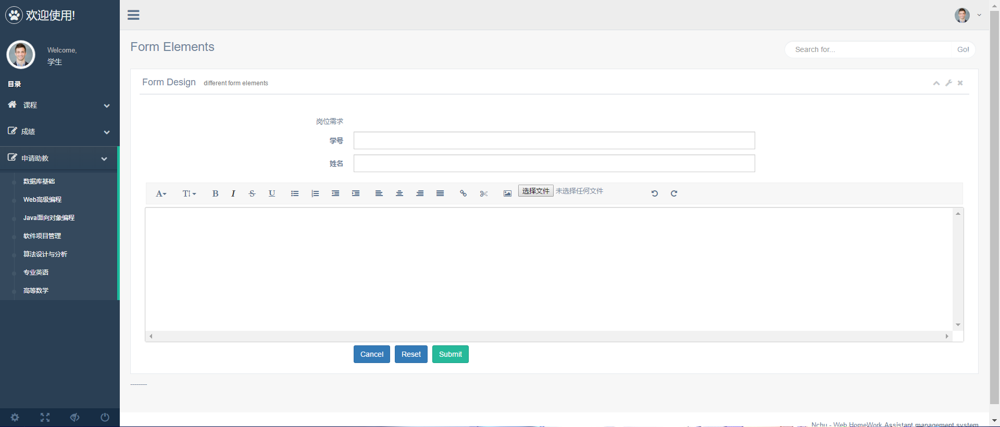 欢迎使用!
Welcome,
学生
目录
课程
成绩
申请助教
数据库基础
Web高级编程
Java面向对象编程
软件项目管理
算法设计与分析
专业英语
高等数学
Form Elements
Search for...
Go!
Form Design different form elements
岗位需求
学号
姓名
选择文件 未选择任何文件
Cancel Reset Submit
--------
Nchu - Web HomeWork Assistant management system